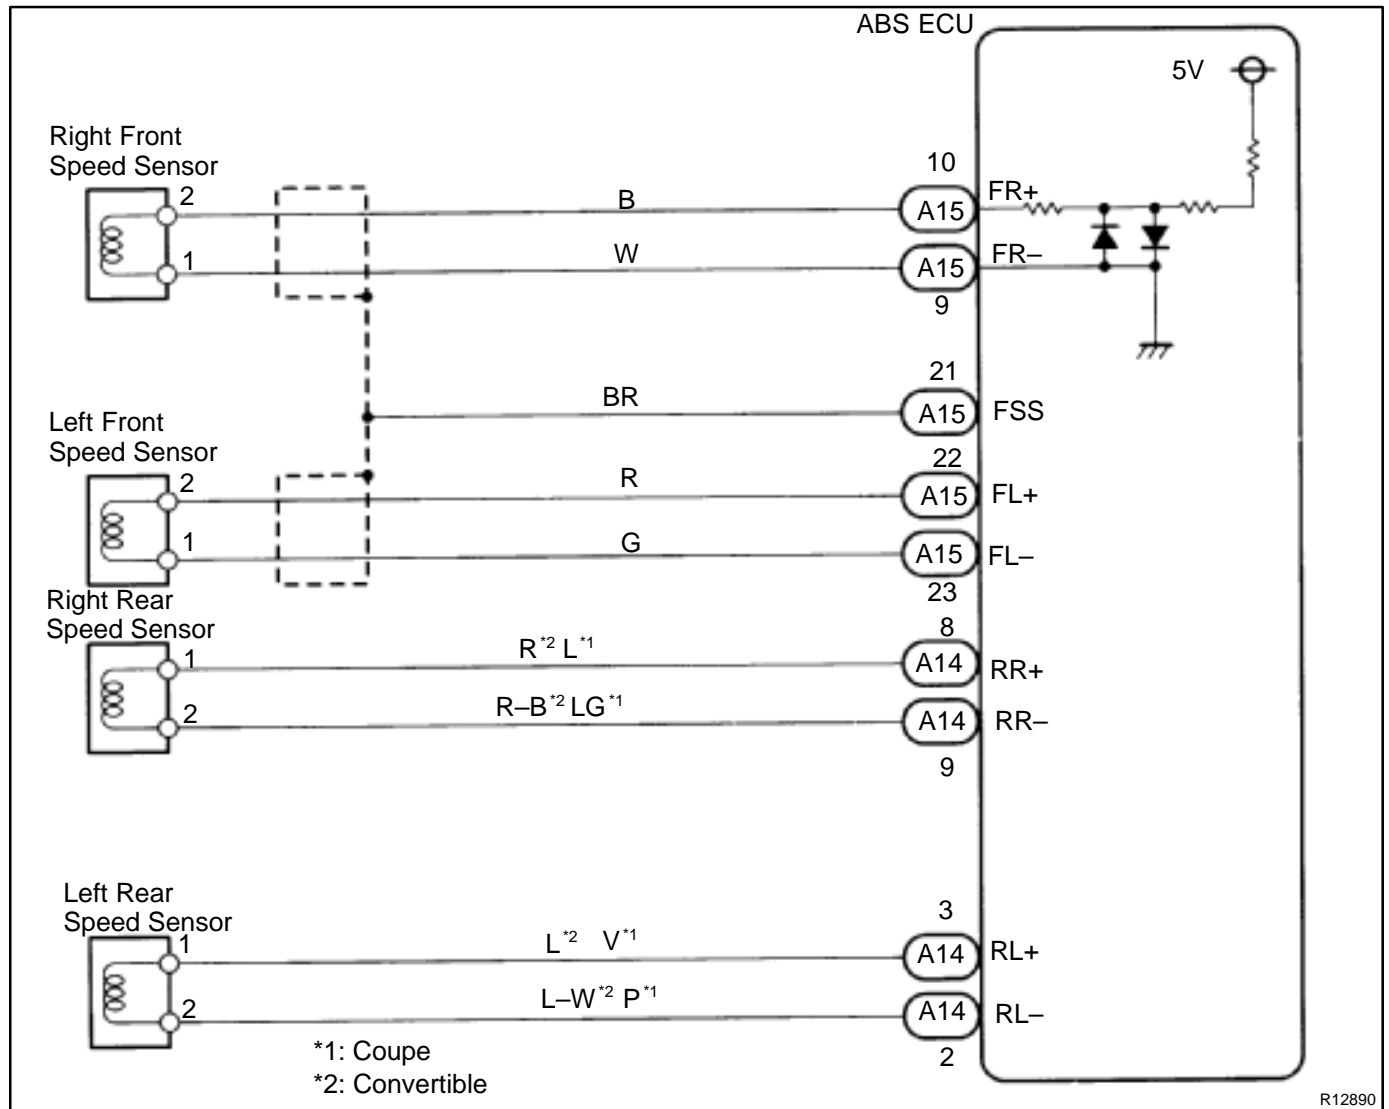 ABS ECU
5V
Right Front
Speed Sensor
2
B
10
A15
FR+
1
W
A15
FR–
9
21
BR
A15
FSS
Left Front
Speed Sensor
22
2
R
A15
FL+
1
G
A15
FL–
23
Right Rear
Speed Sensor
8
1
R*2 L*1
A14
RR+
2
R–B*2 LG*1
A14
RR–
9
Left Rear
Speed Sensor
3
1
L*2 V*1
A14
RL+
2
L–W*2 P*1
A14
RL–
2
*1: Coupe
*2: Convertible
R12890